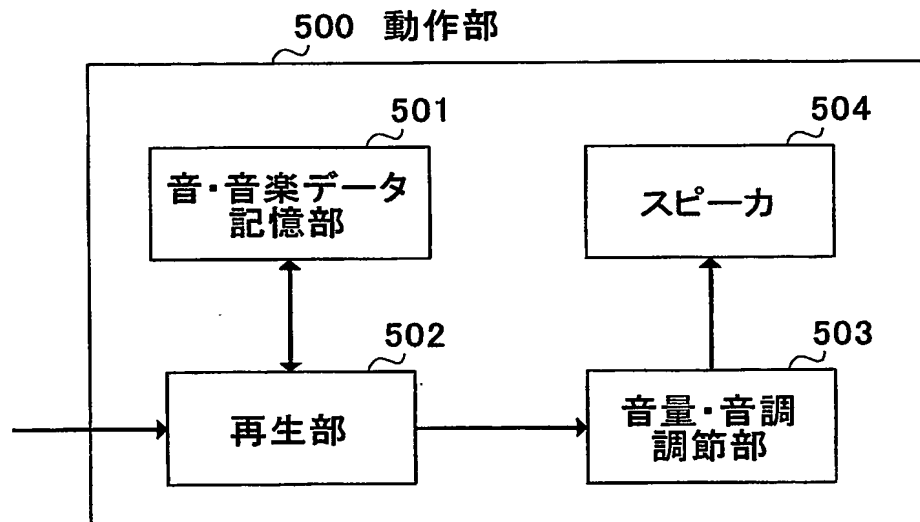 500 動作部
501
音・音楽データ
記憶部
504
スピーカ
502
再生部
503
音量・音調
調節部